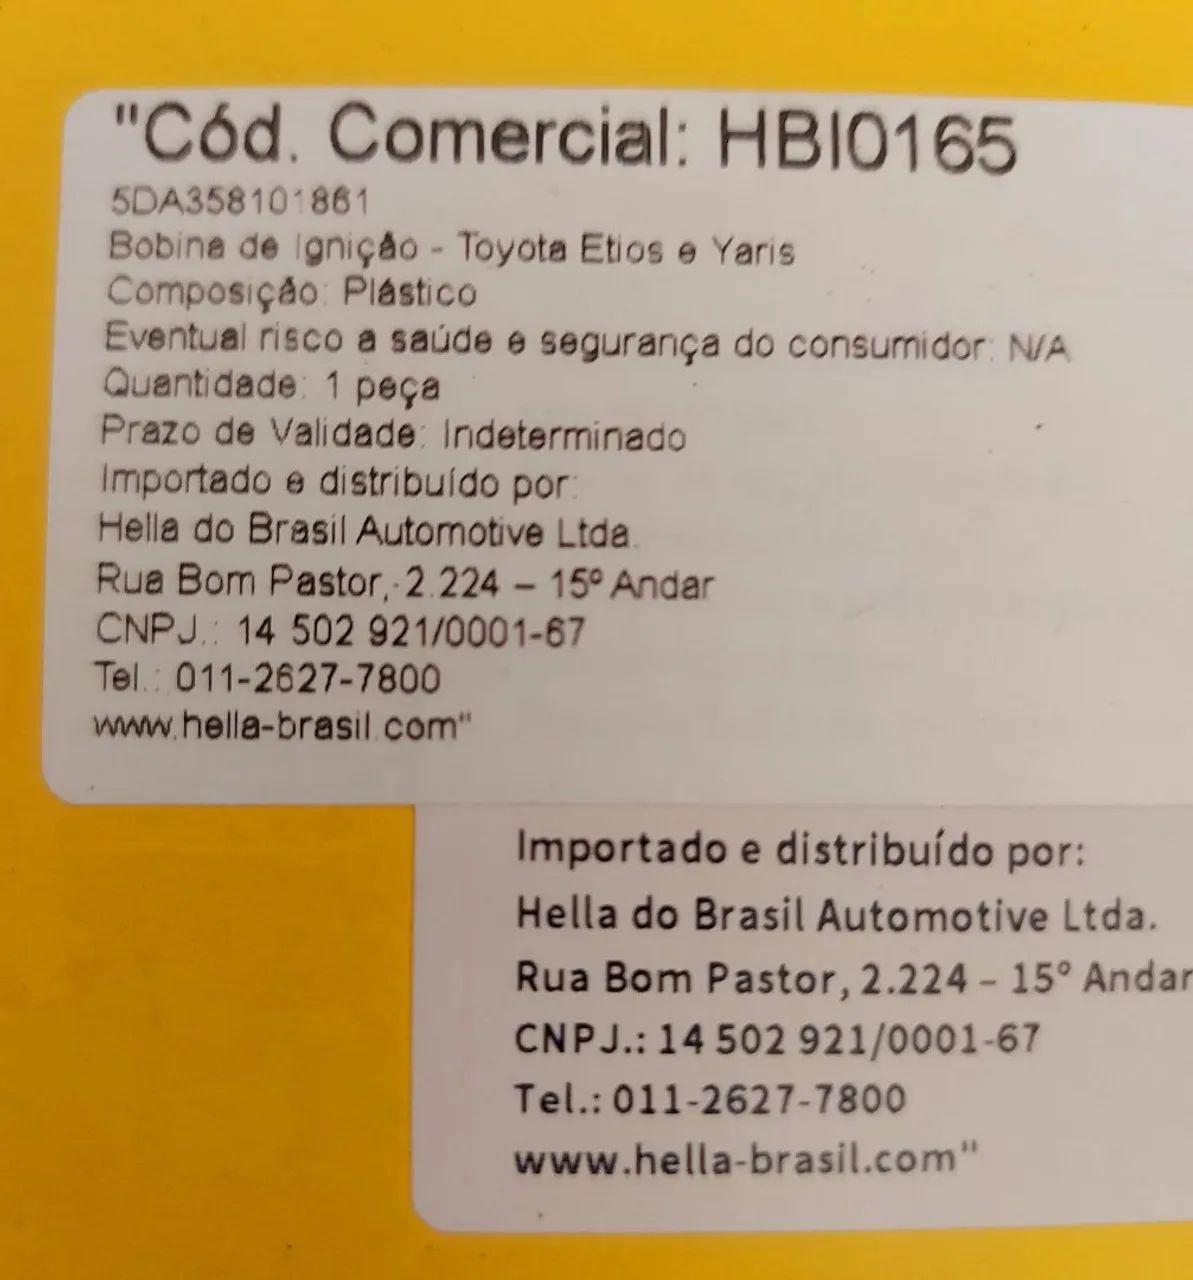 "Cód. Comercial: HBI0165
5DA358101861
Bobina de Ignição - Toyota Etios e Yaris
Composição: Plástico
Eventual risco a saúde e segurança do consumidor: N/A
Quantidade: 1 peça
Prazo de Validade: Indeterminado
Importado e distribuído por:
Hella do Brasil Automotive Ltda.
Rua Bom Pastor, 2.224 – 15º Andar
CNPJ.: 14 502 921/0001-67
Tel.: 011-2627-7800
www.hella-brasil.com"
Importado e distribuído por:
Hella do Brasil Automotive Ltda.
Rua Bom Pastor, 2.224 – 15º Andar
CNPJ.: 14 502 921/0001-67
Tel.: 011-2627-7800
www.hella-brasil.com"